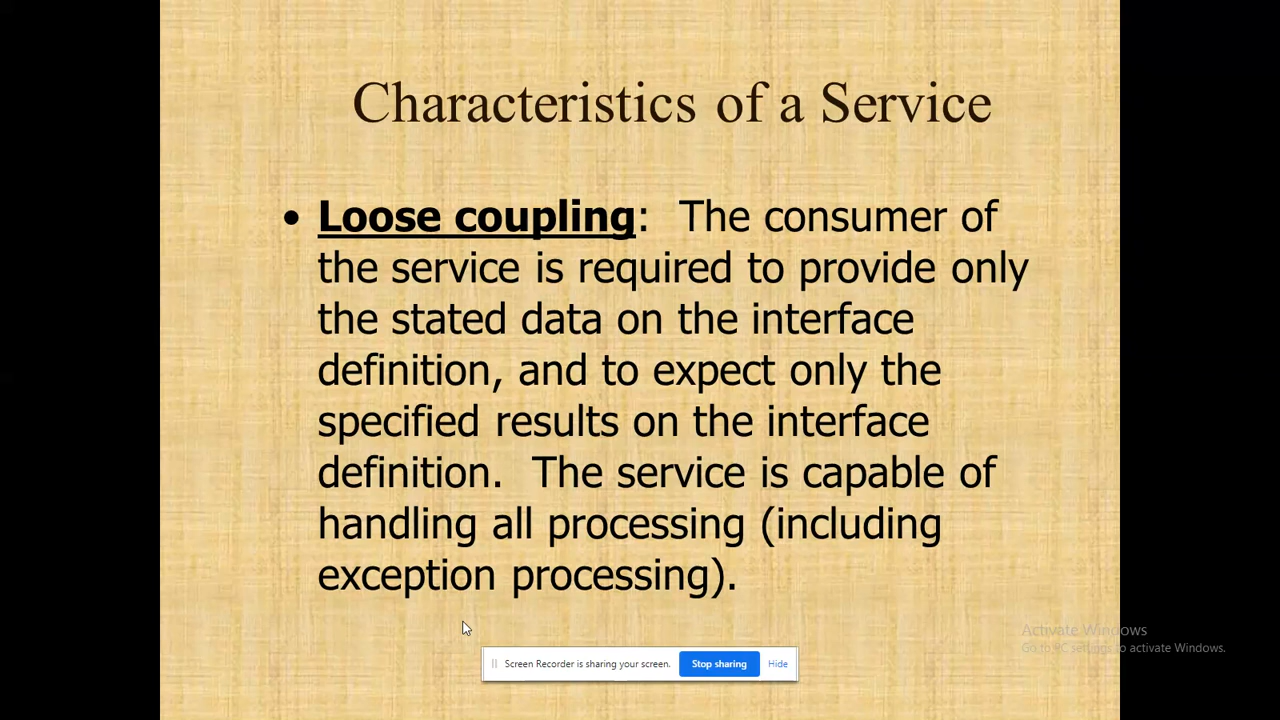 Characteristics of a Service
• Loose coupling:  The consumer of
the service is required to provide only
the stated data on the interface
definition, and to expect only the
specified results on the interface
definition.  The service is capable of
handling all processing (including
exception processing).
Activate Windows
Go to PC settings to activate Windows.
Screen Recorder is sharing your screen.
Stop sharing
Hide